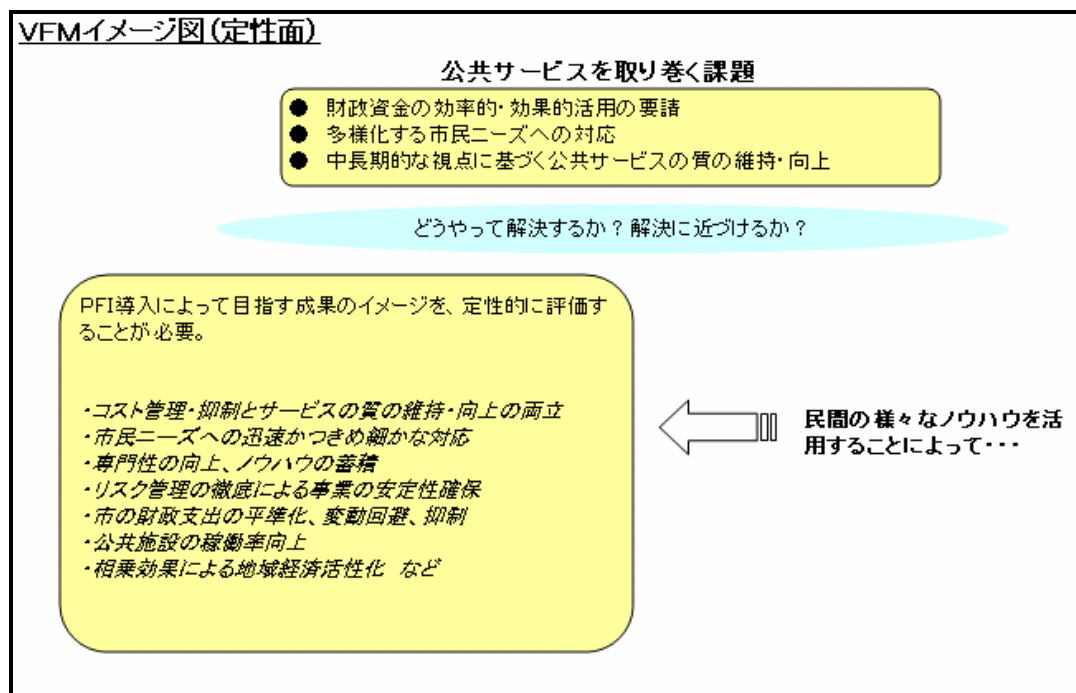 VFMイメージ図(定性面)
公共サービスを取り巻く課題
● 財政資金の効率的・効果的活用の要請
● 多様化する市民ニーズへの対応
● 中長期的な視点に基づく公共サービスの質の維持・向上
どうやって解決するか？解決に近づけるか？
PFI導入によって目指す成果のイメージを、定性的に評価す
ることが必要。
・コスト管理・抑制とサービスの質の維持・向上の両立
・市民ニーズへの迅速かつきめ細かな対応
・専門性の向上、ノウハウの蓄積
・リスク管理の徹底による事業の安定性確保
・市の財政支出の平準化、変動回避、抑制
・公共施設の稼働率向上
・相乗効果による地域経済活性化 など
民間の様々なノウハウを活
用することによって・・・